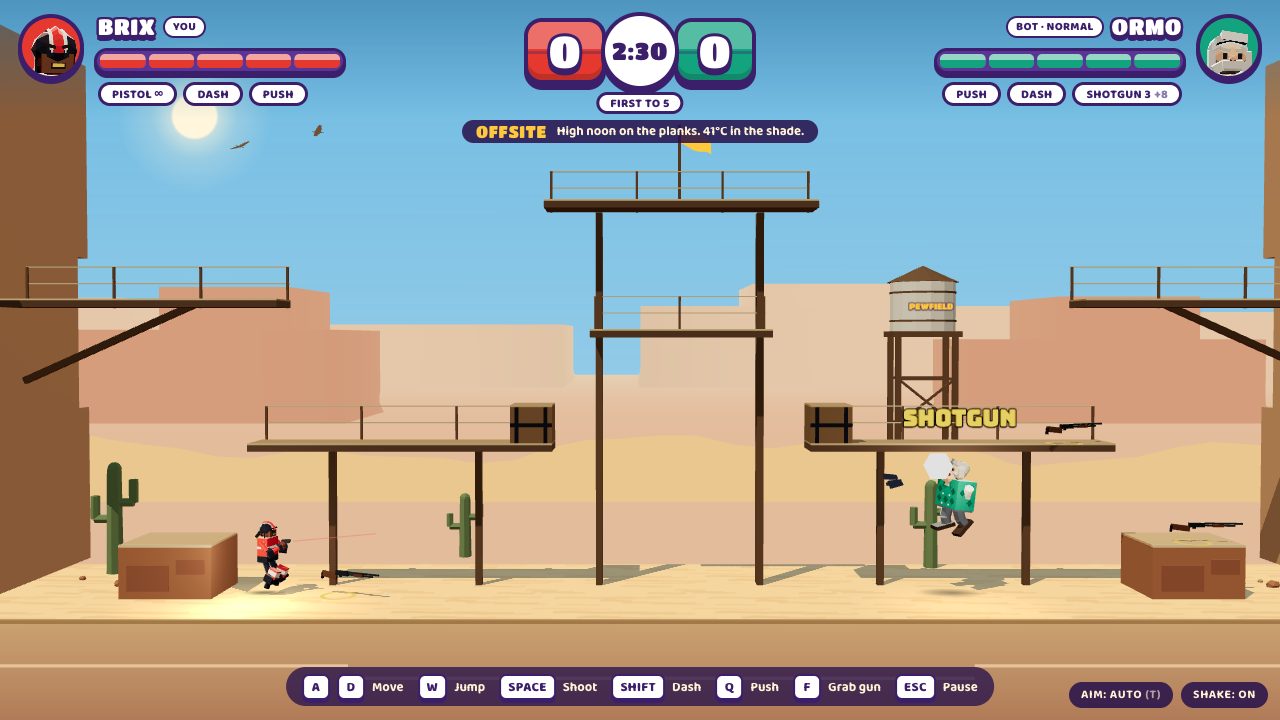 BRIX YOU
PISTOL ∞ DASH PUSH
1 2:30 1
FIRST TO 5
BOT · NORMAL ORMO
PUSH DASH SHOTGUN 3 +8
OFFSITE High noon on the planks. 41°C in the shade.
PEWFIELD
SHOTGUN
A D Move W Jump SPACE Shoot SHIFT Dash Q Push F Grab gun ESC Pause
AIM: AUTO (T) SHAKE: ON